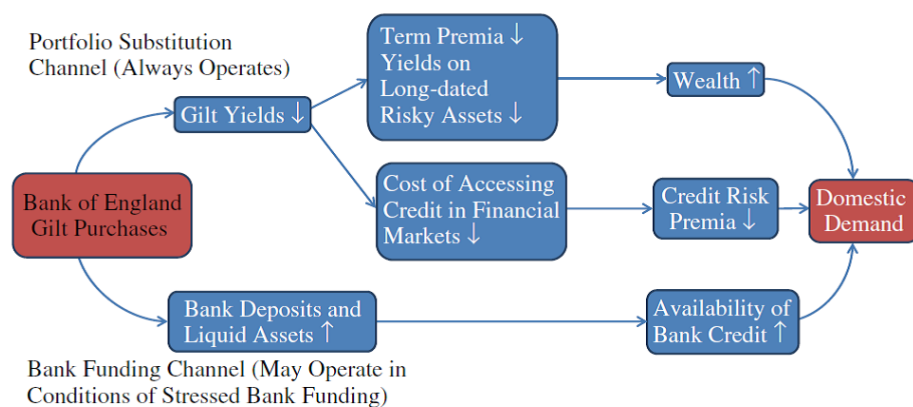 Portfolio Substitution
Channel (Always Operates)
Term Premia ↓
Yields on
Long-dated
Risky Assets ↓
Wealth ↑
Gilt Yields ↓
Bank of England
Gilt Purchases
Cost of Accessing
Credit in Financial
Markets ↓
Credit Risk
Premia ↓
Domestic
Demand
Bank Deposits and
Liquid Assets ↑
Availability of
Bank Credit ↑
Bank Funding Channel (May Operate in
Conditions of Stressed Bank Funding)